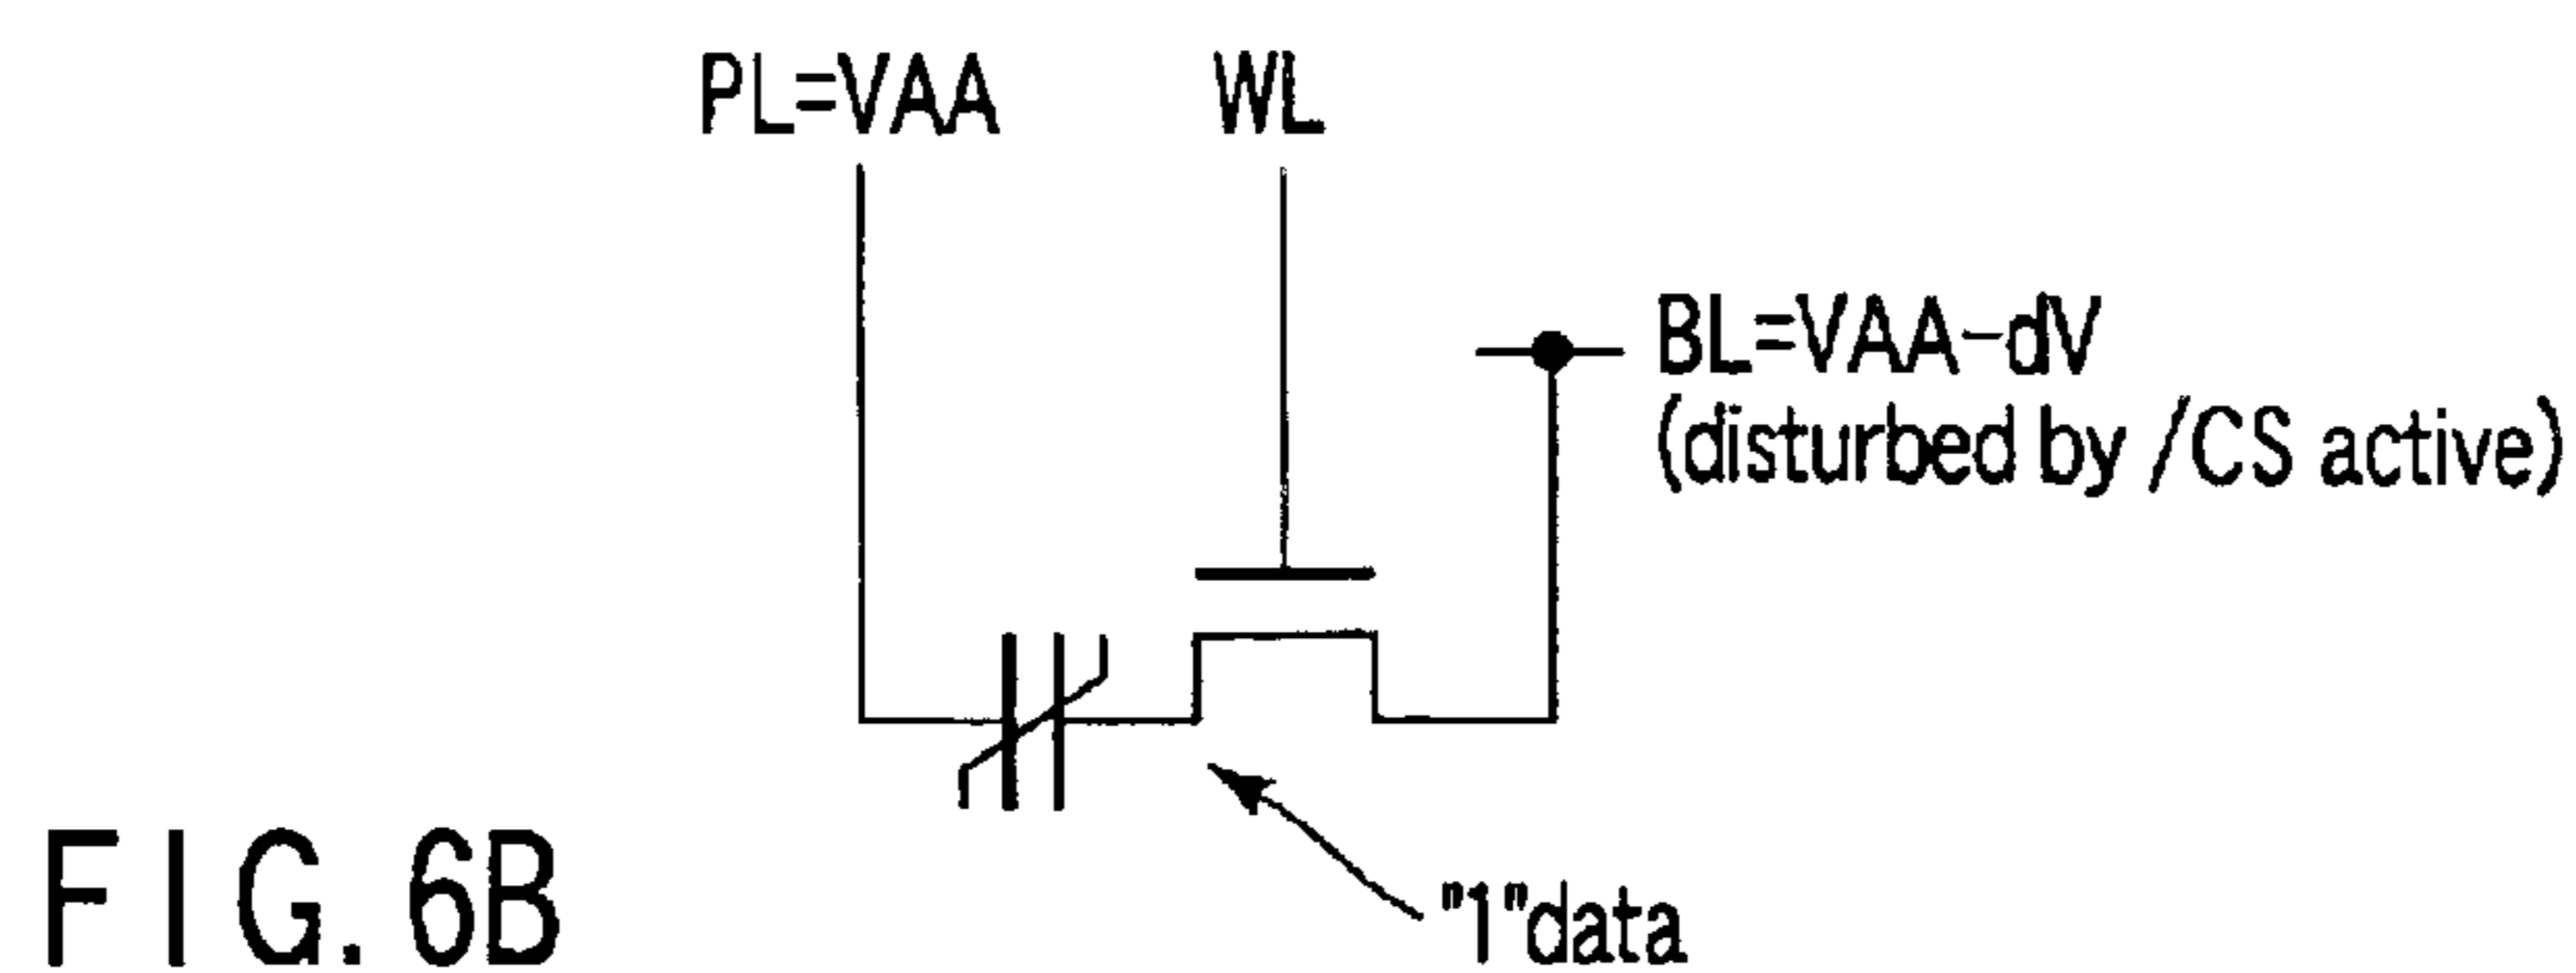 PL=VAA
WL
BL=VAA-dV
(disturbed by /CS active)
"1"data
FIG. 6B